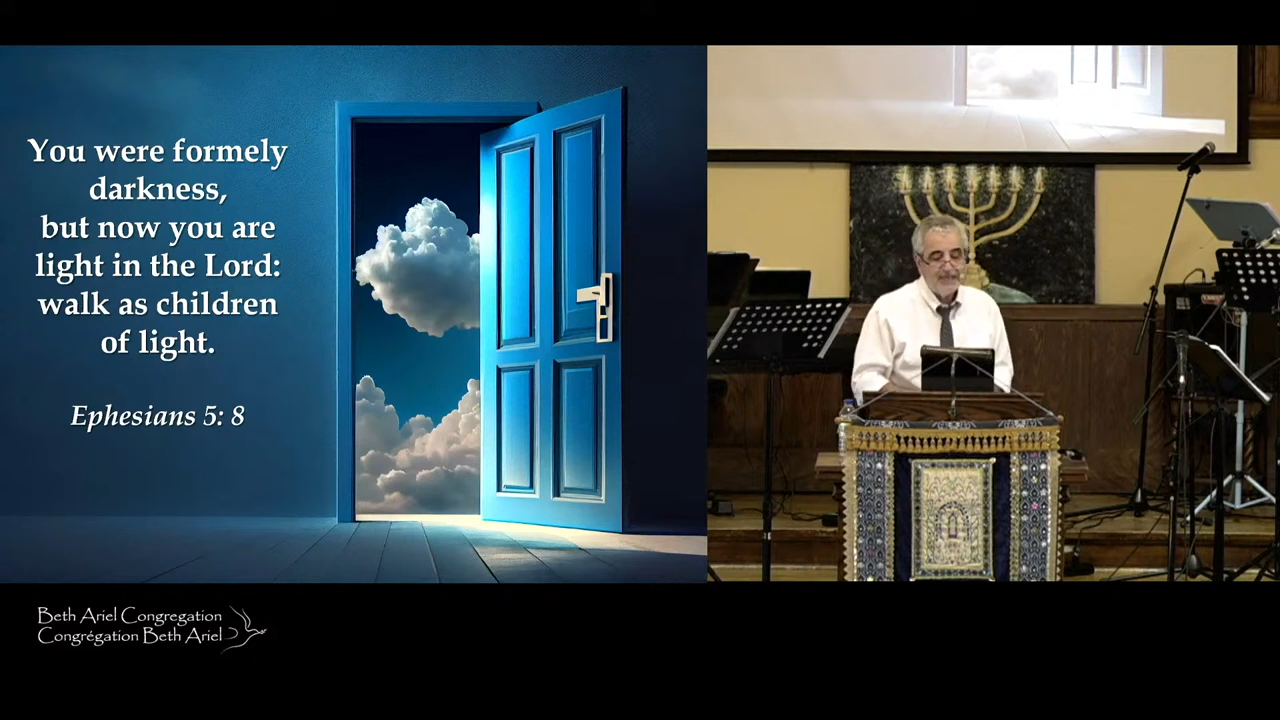 You were formely
darkness,
but now you are
light in the Lord:
walk as children
of light.
Ephesians 5: 8
Beth Ariel Congregation
Congrégation Beth Ariel